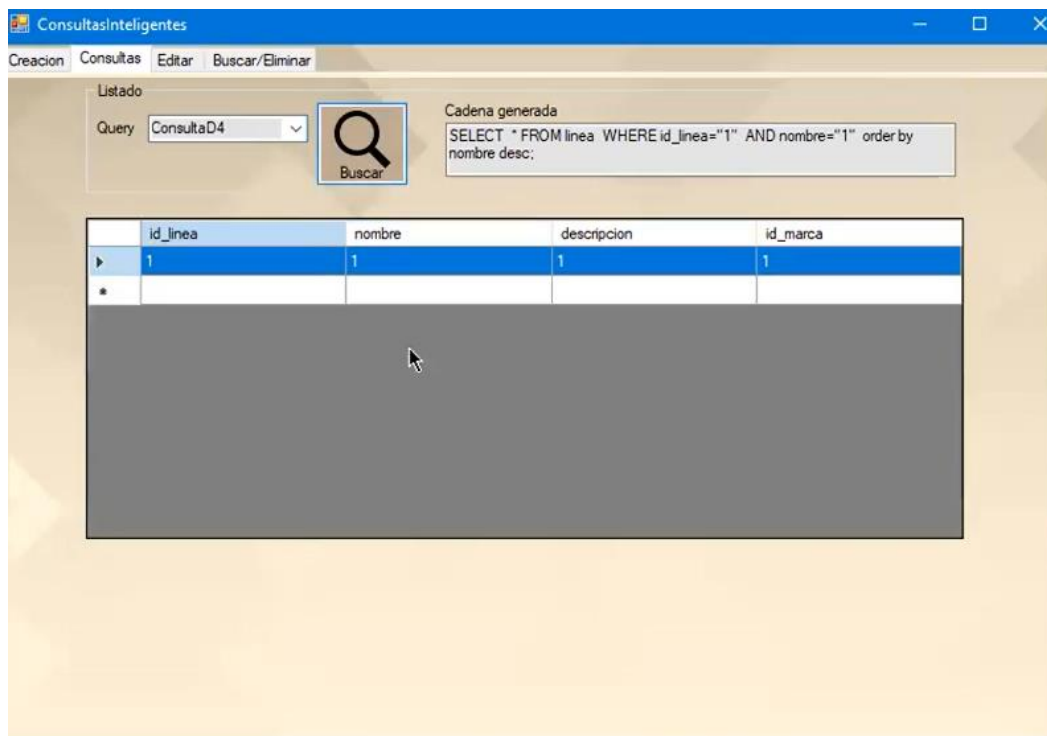 ConsultasInteligentes
Creacion Consultas Editar Buscar/Eliminar
Listado
Query ConsultaD4
Buscar
Cadena generada
SELECT * FROM linea WHERE id_linea="1" AND nombre="1" order by
nombre desc;
id_linea nombre descripcion id_marca
1 1 1 1